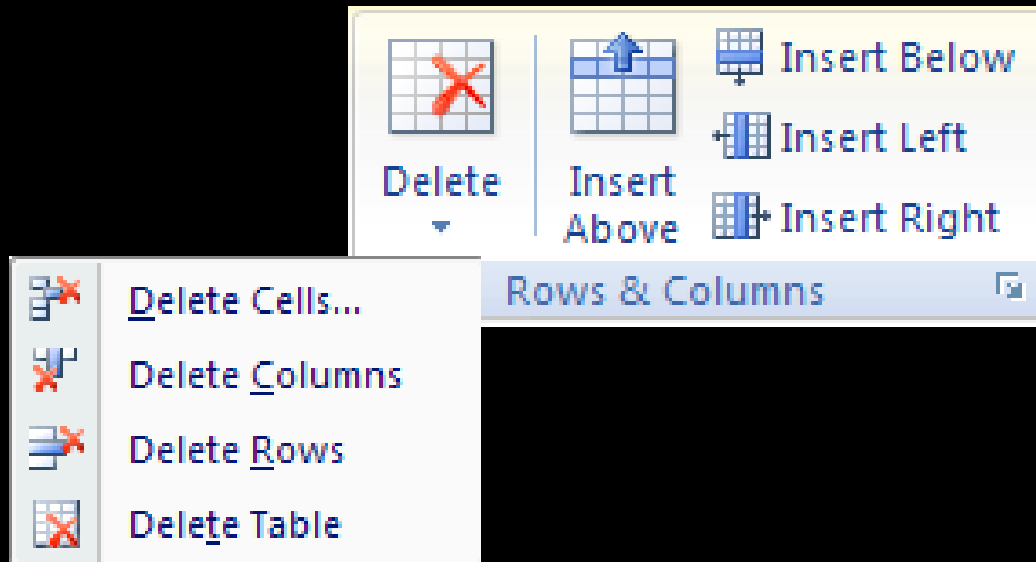 Delete
Insert
Above
Insert Below
Insert Left
Insert Right
Rows & Columns
Delete Cells...
Delete Columns
Delete Rows
Delete Table